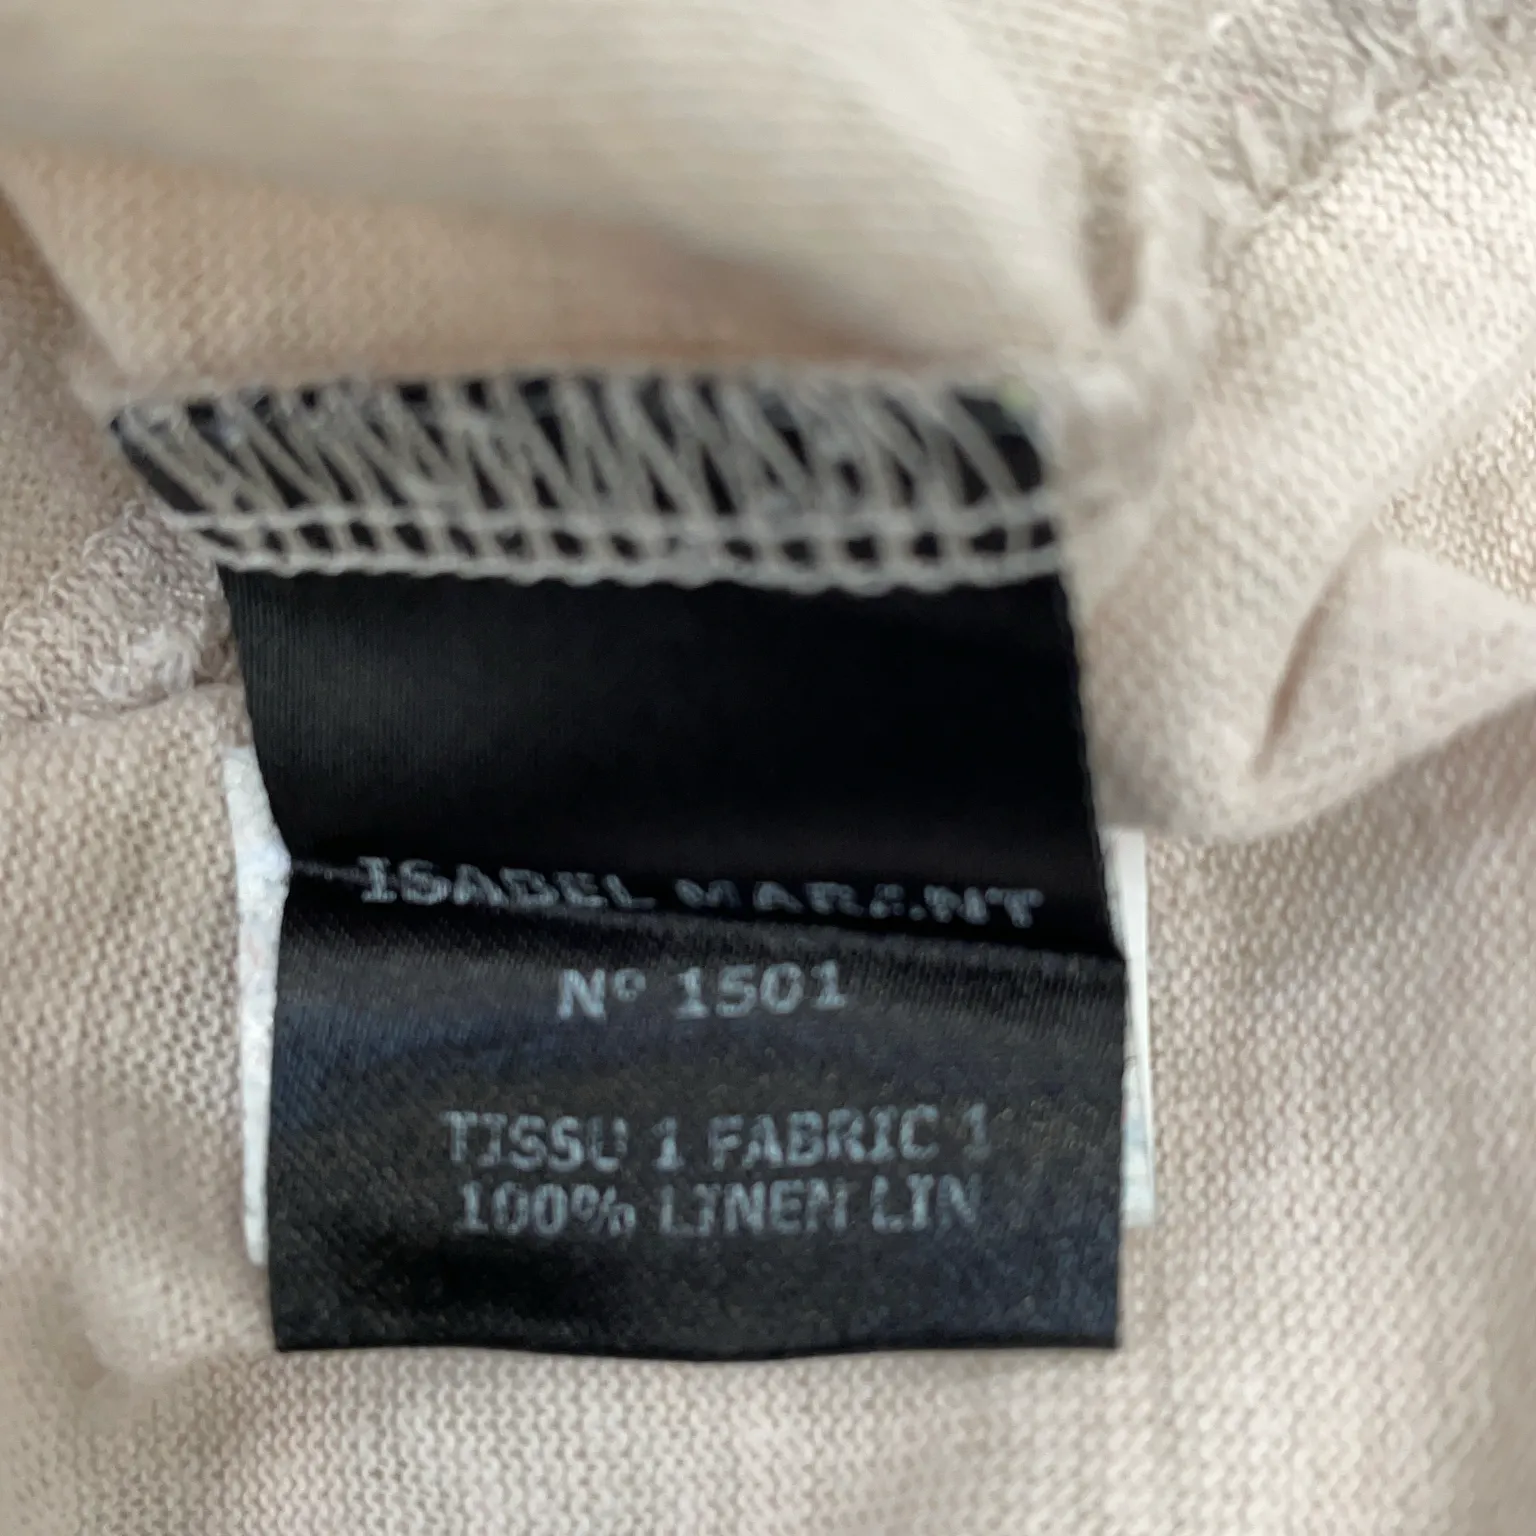 ISABEL MARANT
Nº 1501
TISSU 1 FABRIC 1
100% LINEN LIN